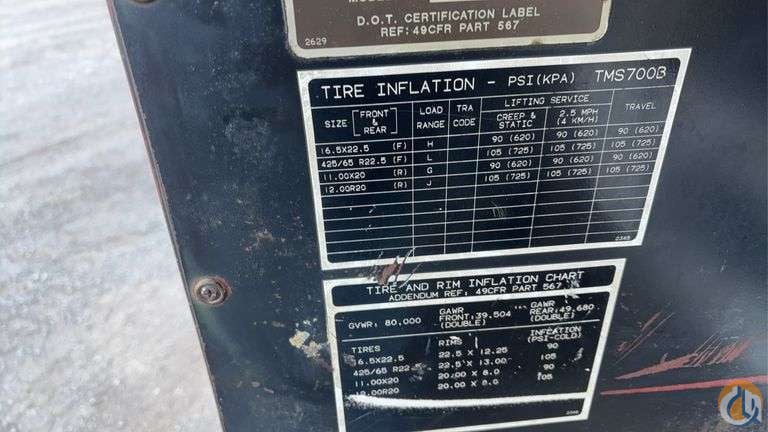 D.O.T. CERTIFICATION LABEL
REF: 49CFR PART 567
2629
TIRE INFLATION - PSI(KPA) TMS700B
SIZE [FRONT & REAR] LOAD RANGE TRA CODE LIFTING SERVICE CREEP & STATIC 2.5 MPH (4 KM/H) TRAVEL
16.5X22.5 (F) H 90 (620) 90 (620) 90 (620)
425/65 R22.5 (F) L 105 (725) 105 (725) 105 (725)
11.00X20 (R) G 90 (620) 90 (620) 90 (620)
12.00R20 (R) J 105 (725) 105 (725) 105 (725)
TIRE AND RIM INFLATION CHART
ADDENDUM REF: 49CFR PART 567
GVWR: 80,000 GAWR FRONT: 39,504 (DOUBLE) GAWR REAR: 49,680 (DOUBLE)
TIRES RIMS INFLATION (PSI-COLD)
16.5X22.5 22.5 X 12.25 90
425/65 R22. 22.5 X 13.00 105
11.00X20 20.00 X 8.0 90
12.00R20 20.00 X 8.0 105